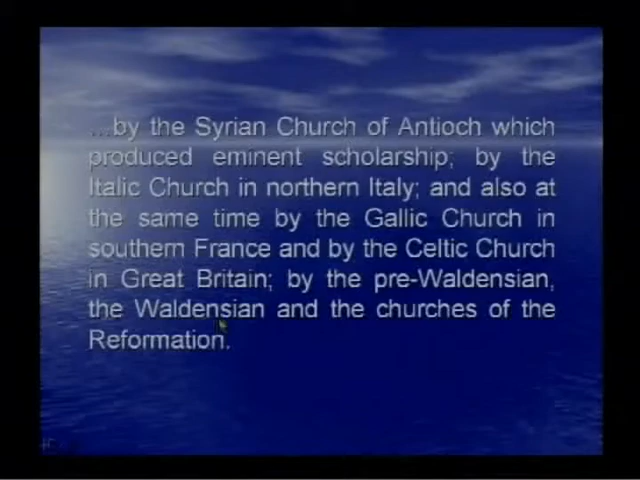 ...by the Syrian Church of Antioch which
produced eminent scholarship; by the
Italic Church in northern Italy; and also at
the same time by the Gallic Church in
southern France and by the Celtic Church
in Great Britain; by the pre-Waldensian,
the Waldensian and the churches of the
Reformation.